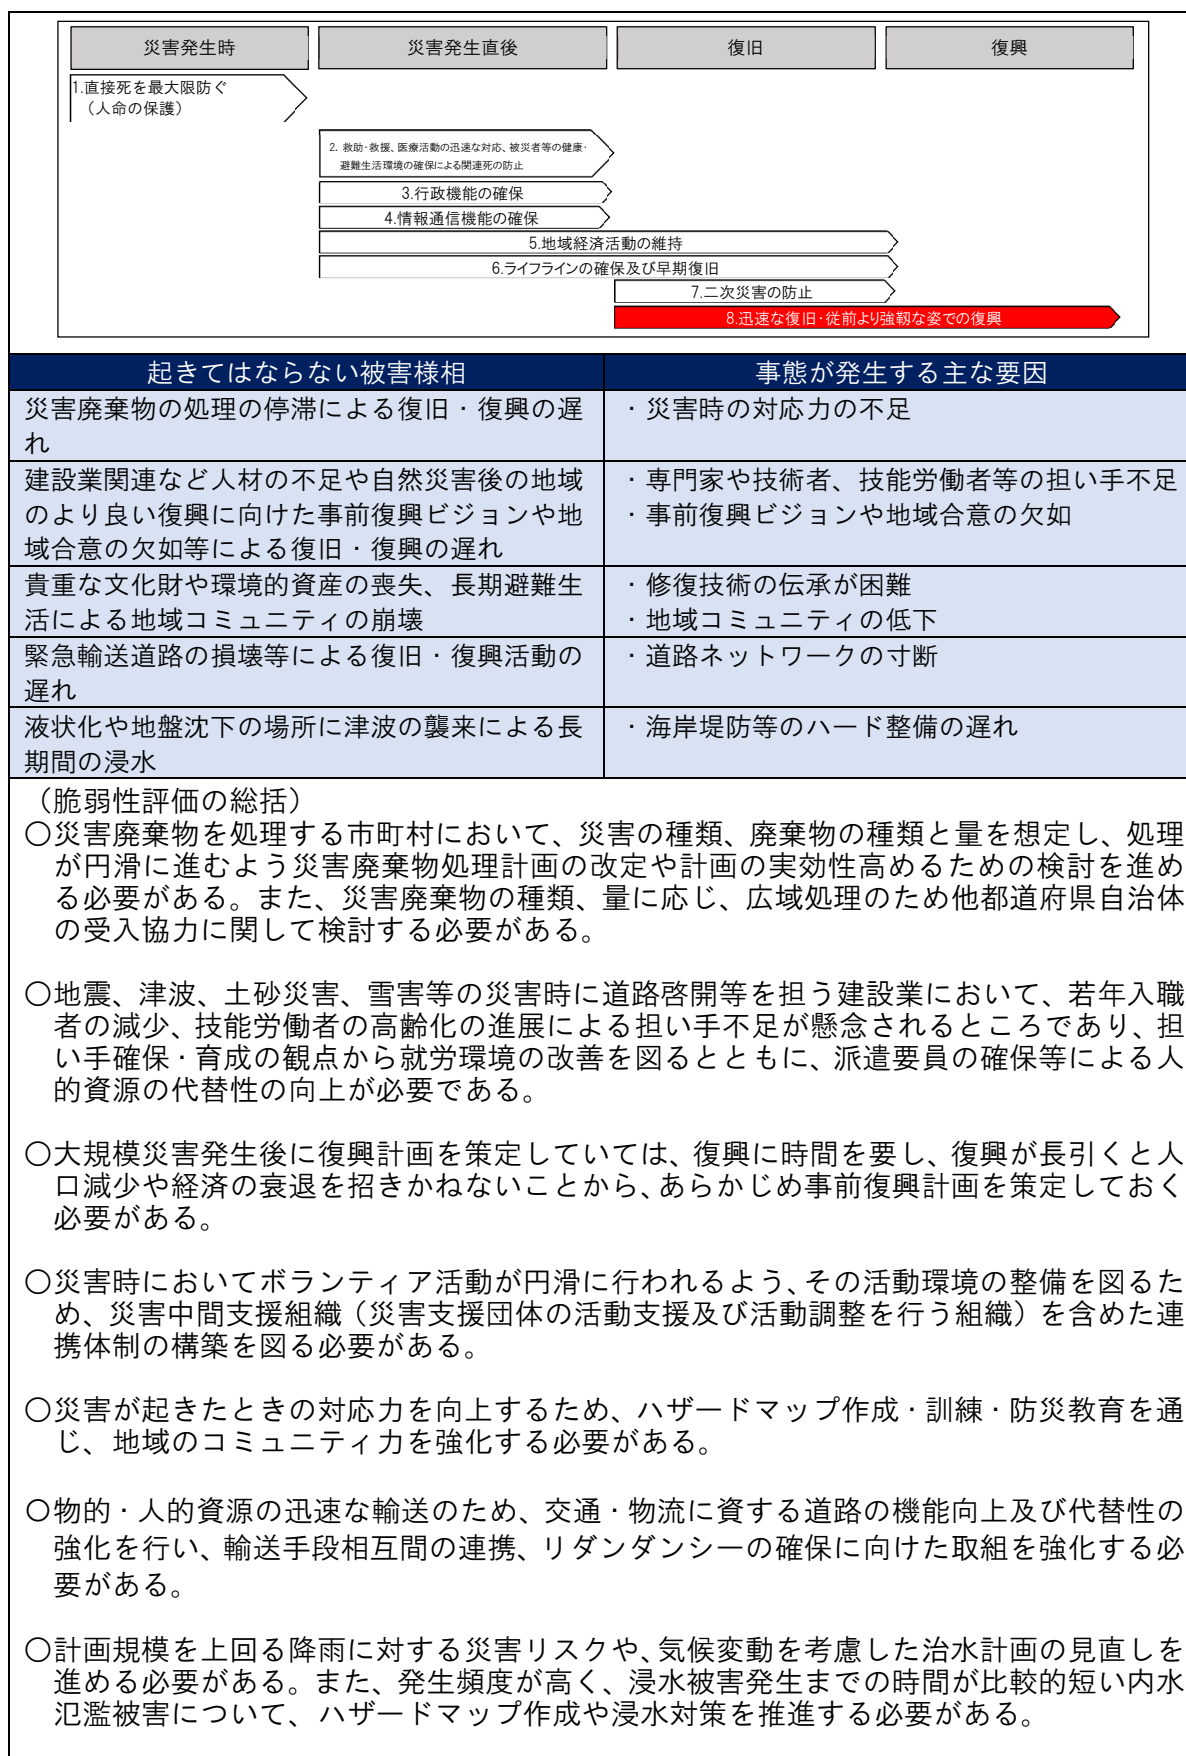 災害発生時
災害発生直後
復旧
復興
1.直接死を最大限防ぐ
（人命の保護）
2. 救助・救援、医療活動の迅速な対応、被災者等の健康・
避難生活環境の確保による関連死の防止
3.行政機能の確保
4.情報通信機能の確保
5.地域経済活動の維持
6.ライフラインの確保及び早期復旧
7.二次災害の防止
8.迅速な復旧・従前より強靱な姿での復興
起きてはならない被害様相
事態が発生する主な要因
災害廃棄物の処理の停滞による復旧・復興の遅
れ
・災害時の対応力の不足
建設業関連など人材の不足や自然災害後の地域
のより良い復興に向けた事前復興ビジョンや地
域合意の欠如等による復旧・復興の遅れ
・専門家や技術者、技能労働者等の担い手不足
・事前復興ビジョンや地域合意の欠如
貴重な文化財や環境的資産の喪失、長期避難生
活による地域コミュニティの崩壊
・修復技術の伝承が困難
・地域コミュニティの低下
緊急輸送道路の損壊等による復旧・復興活動の
遅れ
・道路ネットワークの寸断
液状化や地盤沈下の場所に津波の襲来による長
期間の浸水
・海岸堤防等のハード整備の遅れ
（脆弱性評価の総括）
〇災害廃棄物を処理する市町村において、災害の種類、廃棄物の種類と量を想定し、処理
が円滑に進むよう災害廃棄物処理計画の改定や計画の実効性高めるための検討を進め
る必要がある。また、災害廃棄物の種類、量に応じ、広域処理のため他都道府県自治体
の受入協力に関して検討する必要がある。
〇地震、津波、土砂災害、雪害等の災害時に道路啓開等を担う建設業において、若年入職
者の減少、技能労働者の高齢化の進展による担い手不足が懸念されるところであり、担
い手確保・育成の観点から就労環境の改善を図るとともに、派遣要員の確保等による人
的資源の代替性の向上が必要である。
〇大規模災害発生後に復興計画を策定していては、復興に時間を要し、復興が長引くと人
口減少や経済の衰退を招きかねないことから、あらかじめ事前復興計画を策定しておく
必要がある。
〇災害時においてボランティア活動が円滑に行われるよう、その活動環境の整備を図るた
め、災害中間支援組織（災害支援団体の活動支援及び活動調整を行う組織）を含めた連
携体制の構築を図る必要がある。
〇災害が起きたときの対応力を向上するため、ハザードマップ作成・訓練・防災教育を通
じ、地域のコミュニティ力を強化する必要がある。
〇物的・人的資源の迅速な輸送のため、交通・物流に資する道路の機能向上及び代替性の
強化を行い、輸送手段相互間の連携、リダンダンシーの確保に向けた取組を強化する必
要がある。
〇計画規模を上回る降雨に対する災害リスクや、気候変動を考慮した治水計画の見直しを
進める必要がある。また、発生頻度が高く、浸水被害発生までの時間が比較的短い内水
氾濫被害について、ハザードマップ作成や浸水対策を推進する必要がある。